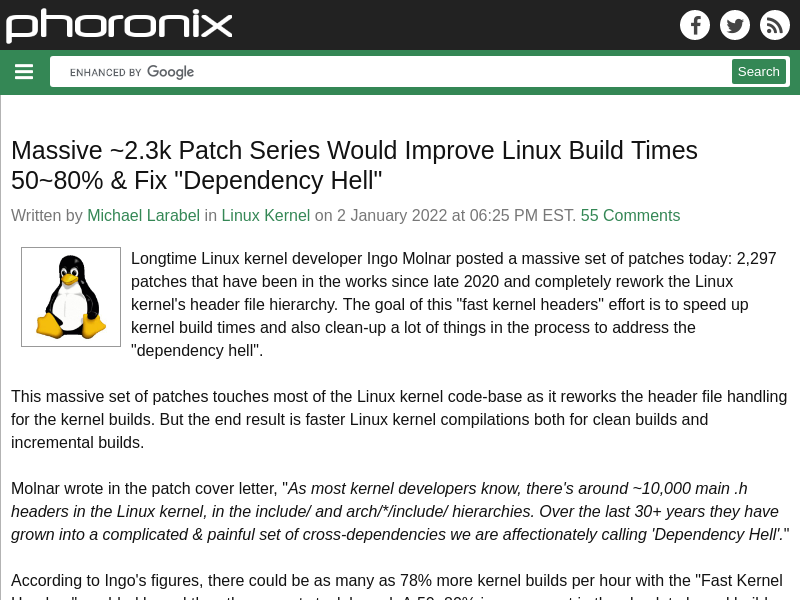 phoronix
ENHANCED BY Google
Search
Massive ~2.3k Patch Series Would Improve Linux Build Times
50~80% & Fix "Dependency Hell"
Written by Michael Larabel in Linux Kernel on 2 January 2022 at 06:25 PM EST. 55 Comments
Longtime Linux kernel developer Ingo Molnar posted a massive set of patches today: 2,297
patches that have been in the works since late 2020 and completely rework the Linux
kernel's header file hierarchy. The goal of this "fast kernel headers" effort is to speed up
kernel build times and also clean-up a lot of things in the process to address the
"dependency hell".
This massive set of patches touches most of the Linux kernel code-base as it reworks the header file handling
for the kernel builds. But the end result is faster Linux kernel compilations both for clean builds and
incremental builds.
Molnar wrote in the patch cover letter, "As most kernel developers know, there's around ~10,000 main .h
headers in the Linux kernel, in the include/ and arch/*/include/ hierarchies. Over the last 30+ years they have
grown into a complicated & painful set of cross-dependencies we are affectionately calling 'Dependency Hell'."
According to Ingo's figures, there could be as many as 78% more kernel builds per hour with the "Fast Kernel